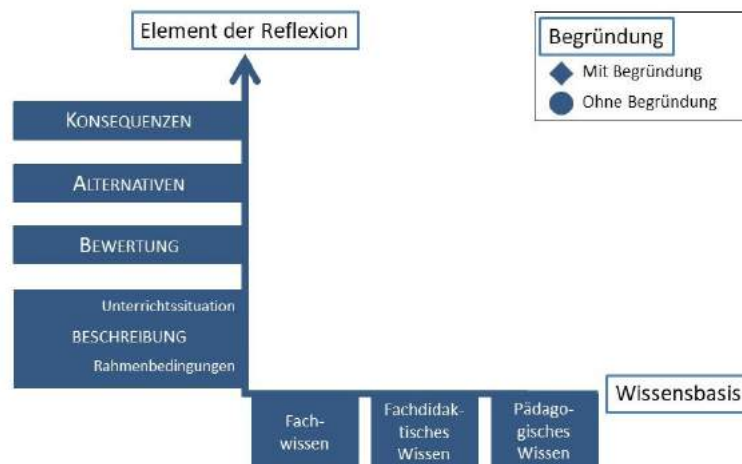 Element der Reflexion
Begründung
Mit Begründung
Ohne Begründung
KONSEQUENZEN
ALTERNATIVEN
BEWERTUNG
Unterrichtssituation
BESCHREIBUNG
Rahmenbedingungen
Wissensbasis
Fach-
wissen
Fachdidak-
tisches
Wissen
Pädago-
gisches
Wissen